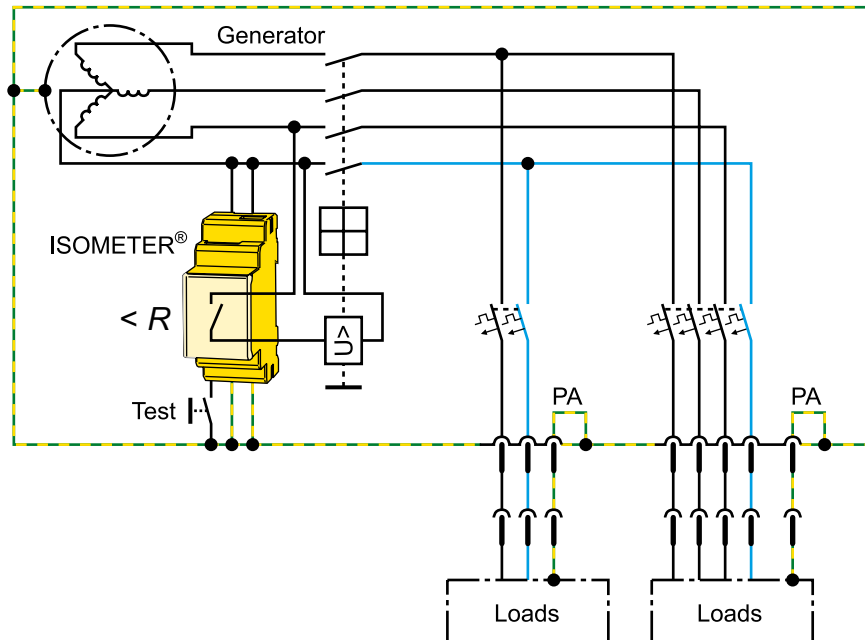 Generator
ISOMETER®
< R
U>
Test
PA
PA
Loads
Loads